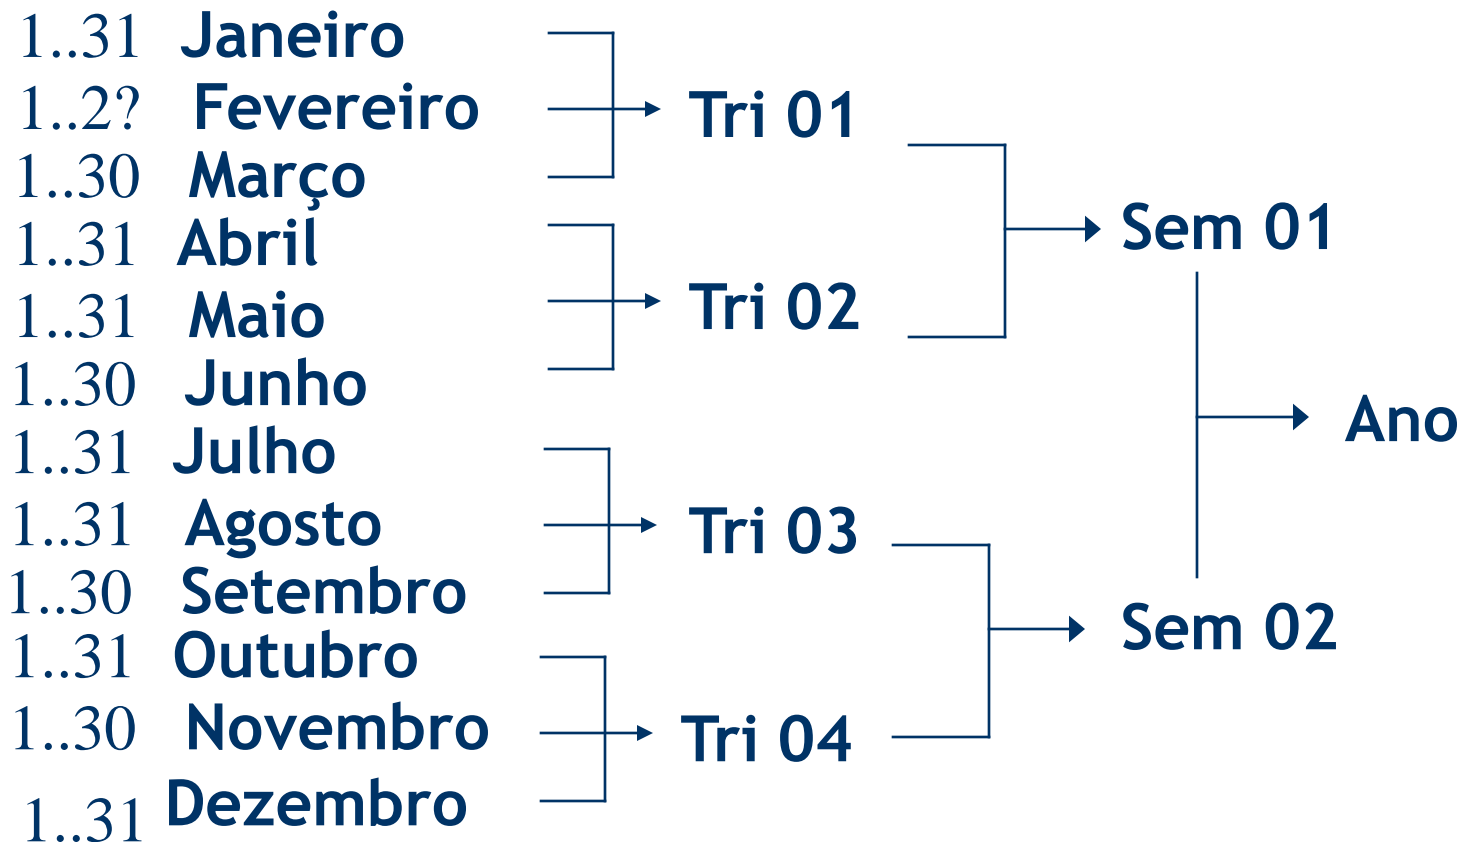 1..31 Janeiro
1..2? Fevereiro
Tri 01
1..30 Março
1..31 Abril
Sem 01
1..31 Maio
Tri 02
1..30 Junho
Ano
1..31 Julho
1..31 Agosto
Tri 03
1..30 Setembro
Sem 02
1..31 Outubro
1..30 Novembro
Tri 04
1..31 Dezembro